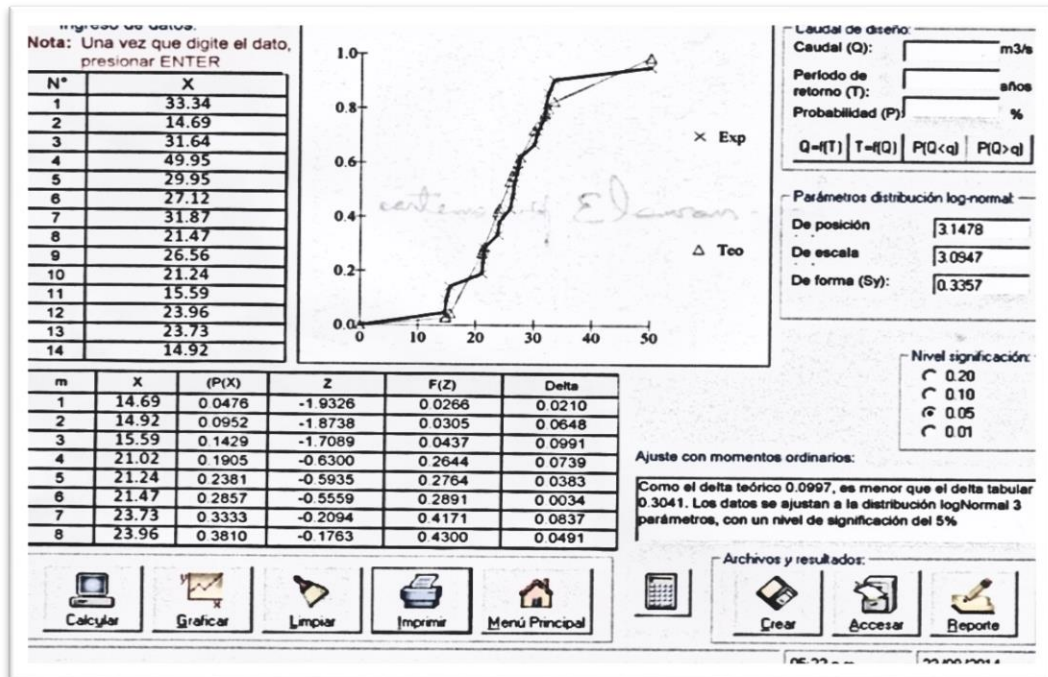 Ingreso de datos:
Nota: Una vez que digite el dato,
presionar ENTER
N° X
1 33.34
2 14.69
3 31.64
4 49.95
5 29.95
6 27.12
7 31.87
8 21.47
9 26.56
10 21.24
11 15.59
12 23.96
13 23.73
14 14.92
1.0
0.8
0.6
0.4
0.2
0.0
0 10 20 30 40 50
Exp
Teo
Caudal de diseño:
Caudal (Q): m3/s
Período de
retorno (T): años
Probabilidad (P): %
Q=f(T) T=f(Q) P(Q<q) P(Q>q)
Parámetros distribución log-normal:
De posición 3.1478
De escala 3.0947
De forma (Sy): 0.3357
Nivel significación:
0.20
0.10
0.05
0.01
m X (P(X) Z F(Z) Delta
1 14.69 0.0476 -1.9326 0.0266 0.0210
2 14.92 0.0952 -1.8738 0.0305 0.0648
3 15.59 0.1429 -1.7089 0.0437 0.0991
4 21.02 0.1905 -0.6300 0.2644 0.0739
5 21.24 0.2381 -0.5935 0.2764 0.0383
6 21.47 0.2857 -0.5559 0.2891 0.0034
7 23.73 0.3333 -0.2094 0.4171 0.0837
8 23.96 0.3810 -0.1763 0.4300 0.0491
Ajuste con momentos ordinarios:
Como el delta teórico 0.0997, es menor que el delta tabular
0.3041. Los datos se ajustan a la distribución logNormal 3
parámetros, con un nivel de significación del 5%
Calcular Graficar Limpiar Imprimir Menú Principal
Archivos y resultados:
Crear Accesar Reporte